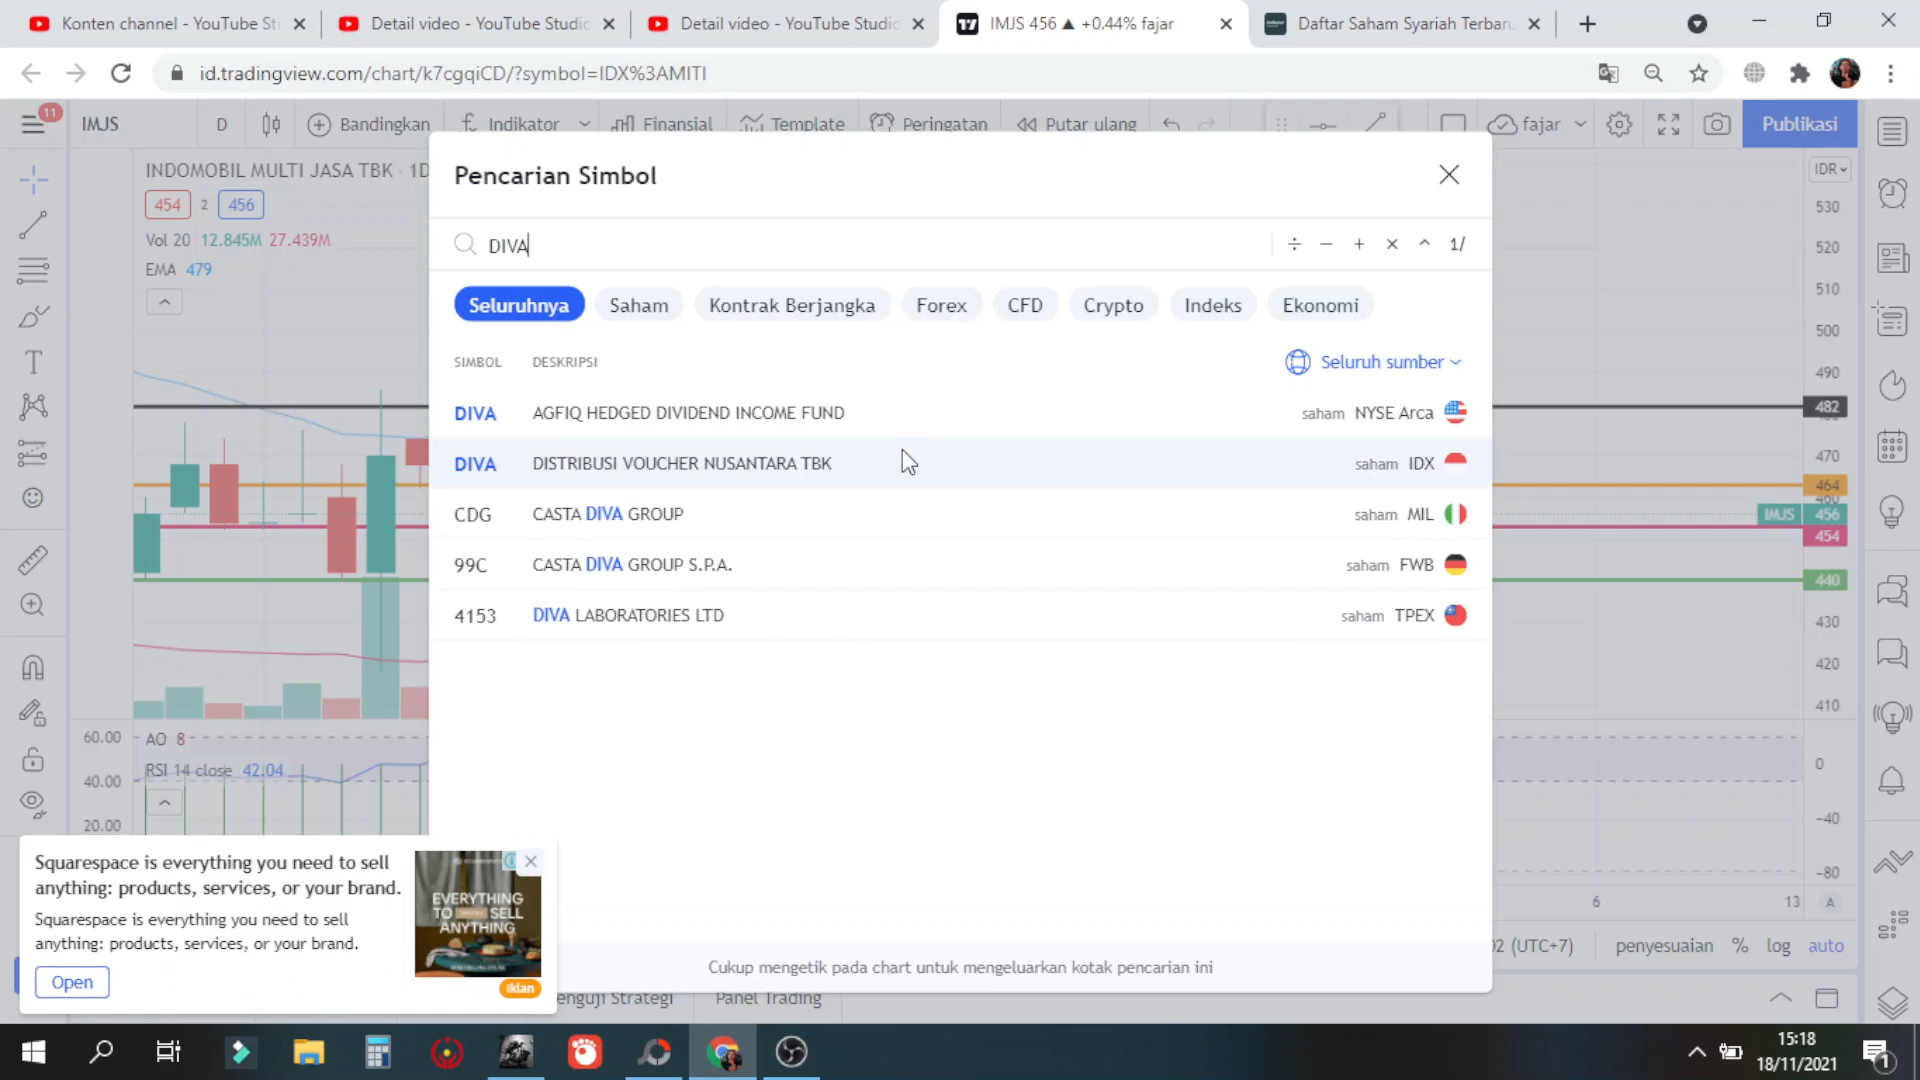 Konten channel - YouTube St
Detail video - YouTube Studio
Detail video - YouTube Studio
IMJS 456 ▲ +0.44% fajar
Daftar Saham Syariah Terbaru
id.tradingview.com/chart/k7cgqiCD/?symbol=IDX%3AMITI
11
IMJS
D
Bandingkan
Indikator
Finansial
Template
Peringatan
Putar ulang
fajar
Publikasi
INDOMOBIL MULTI JASA TBK · 1D
454 2 456
Vol 20 12.845M 27.439M
EMA 479
Pencarian Simbol
DIVA
÷ − + × ^ 1/
Seluruhnya
Saham
Kontrak Berjangka
Forex
CFD
Crypto
Indeks
Ekonomi
SIMBOL DESKRIPSI
Seluruh sumber
DIVA AGFIQ HEDGED DIVIDEND INCOME FUND saham NYSE Arca
DIVA DISTRIBUSI VOUCHER NUSANTARA TBK saham IDX
CDG CASTA DIVA GROUP saham MIL
99C CASTA DIVA GROUP S.P.A. saham FWB
4153 DIVA LABORATORIES LTD saham TPEX
Cukup mengetik pada chart untuk mengeluarkan kotak pencarian ini
IDR
530
520
510
500
490
482
470
464
IMJS 456
454
440
430
420
410
0
−40
−80
60.00
AO 8
RSI 14 close 42.04
40.00
20.00
6
13
A
(UTC+7)
penyesuaian % log auto
Squarespace is everything you need to sell
anything: products, services, or your brand.
Squarespace is everything you need to sell
anything: products, services, or your brand.
Open
EVERYTHING
TO SELL
ANYTHING
Iklan
enguji Strategi
Panel Trading
15:18
18/11/2021
1